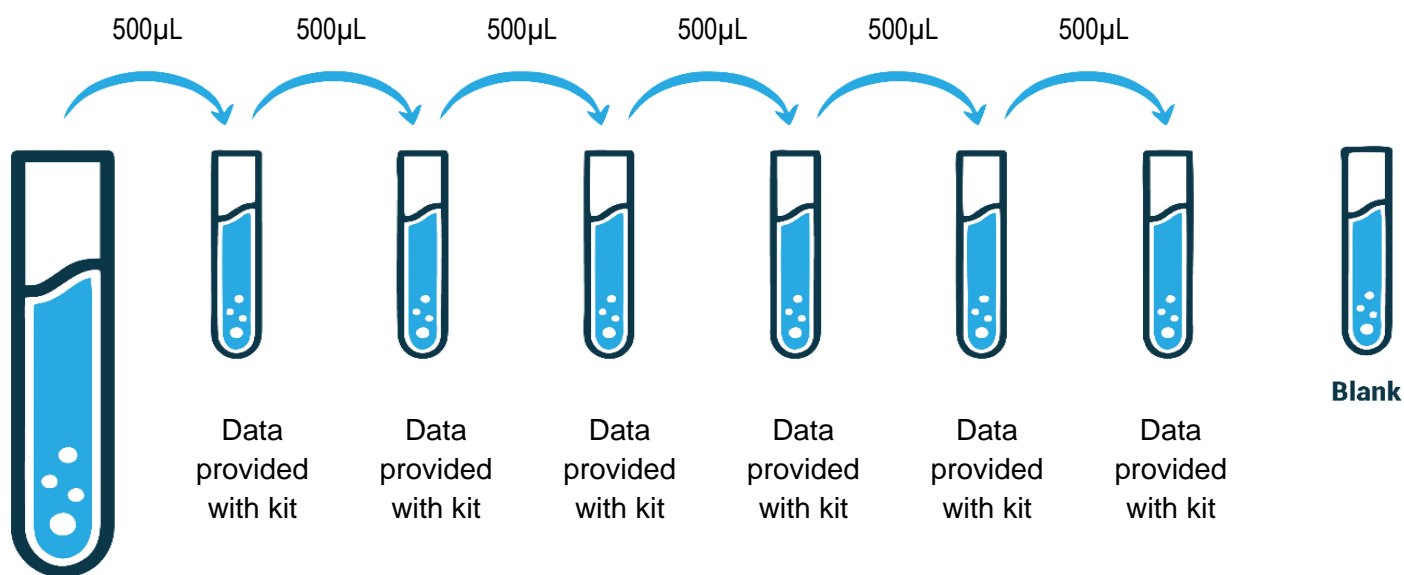 500µL 500µL 500µL 500µL 500µL 500µL
Blank
Data Data Data Data Data Data
provided provided provided provided provided provided
with kit with kit with kit with kit with kit with kit